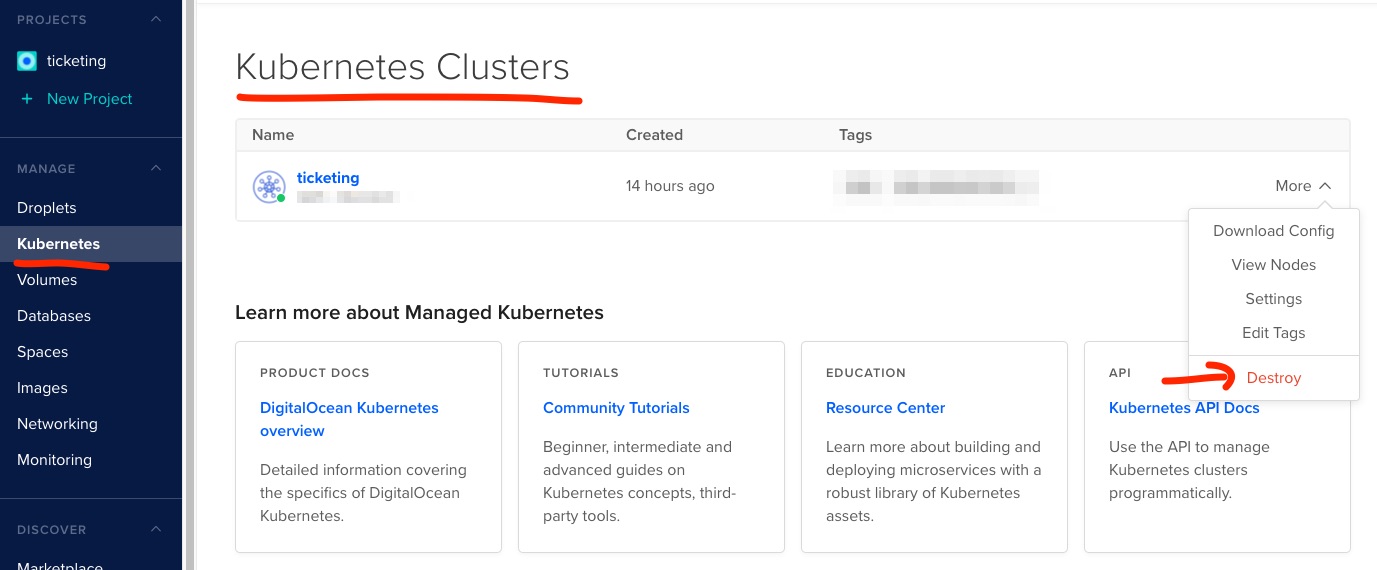 PROJECTS
ticketing
+ New Project
MANAGE
Droplets
Kubernetes
Volumes
Databases
Spaces
Images
Networking
Monitoring
DISCOVER
Marketplace
Kubernetes Clusters
Name Created Tags
ticketing 14 hours ago More
Download Config
View Nodes
Settings
Edit Tags
Destroy
Learn more about Managed Kubernetes
PRODUCT DOCS
DigitalOcean Kubernetes
overview
Detailed information covering
the specifics of DigitalOcean
Kubernetes.
TUTORIALS
Community Tutorials
Beginner, intermediate and
advanced guides on
Kubernetes concepts, third-
party tools.
EDUCATION
Resource Center
Learn more about building and
deploying microservices with a
robust library of Kubernetes
assets.
API
Kubernetes API Docs
Use the API to manage
Kubernetes clusters
programmatically.